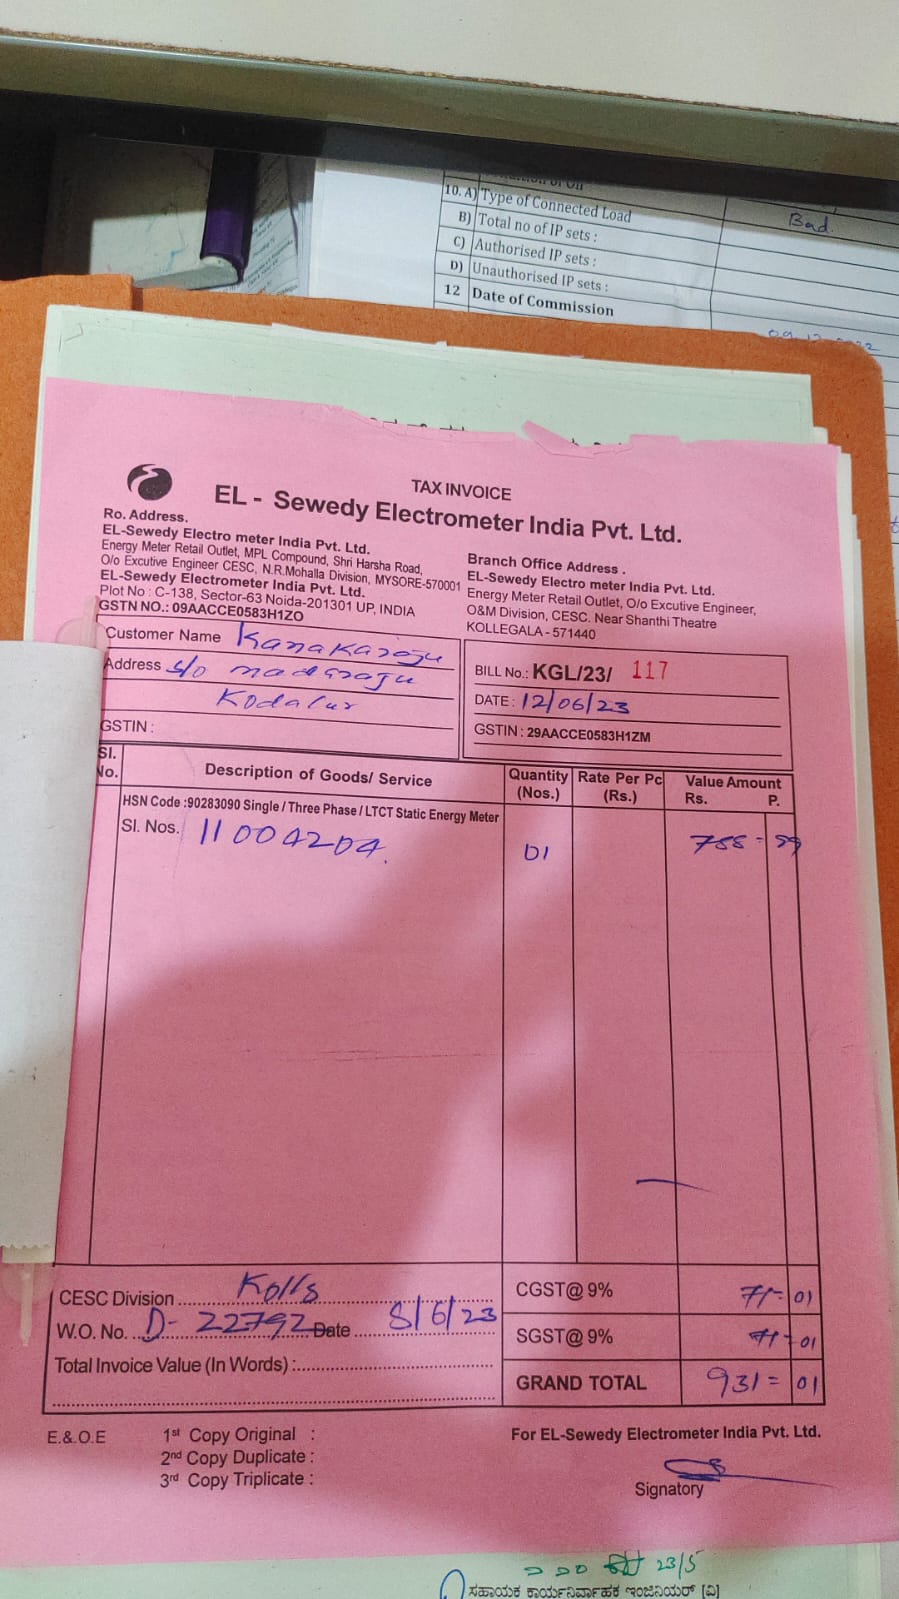 10. A) Type of Connected Load
Bad.
B) Total no of IP sets :
C) Authorised IP sets :
D) Unauthorised IP sets :
12 Date of Commission
TAX INVOICE
EL - Sewedy Electrometer India Pvt. Ltd.
Ro. Address.
EL-Sewedy Electro meter India Pvt. Ltd.
Energy Meter Retail Outlet, MPL Compound, Shri Harsha Road,
O/o Excutive Engineer CESC, N.R.Mohalla Division, MYSORE-570001
EL-Sewedy Electrometer India Pvt. Ltd.
Plot No : C-138, Sector-63 Noida-201301 UP, INDIA
GSTN NO.: 09AACCE0583H1ZO
Branch Office Address .
EL-Sewedy Electro meter India Pvt. Ltd.
Energy Meter Retail Outlet, O/o Excutive Engineer,
O&M Division, CESC. Near Shanthi Theatre
KOLLEGALA - 571440
Customer Name Kanakaraju
Address s/o madaraju
Kodalur
GSTIN :
BILL No.: KGL/23/ 117
DATE : 12/06/23
GSTIN : 29AACCE0583H1ZM
Sl. No. Description of Goods/ Service Quantity (Nos.) Rate Per Pc (Rs.) Value Amount Rs. P.
HSN Code :90283090 Single / Three Phase / LTCT Static Energy Meter
Sl. Nos. 11004204. 01 788=99
CESC Division Kolls
W.O. No. D- 22792 Date 8/6/23
Total Invoice Value (In Words) :
CGST@ 9% 71=01
SGST@ 9% 71=01
GRAND TOTAL 931=01
E.&.O.E
1st Copy Original :
2nd Copy Duplicate :
3rd Copy Triplicate :
For EL-Sewedy Electrometer India Pvt. Ltd.
Signatory
23/5
ಸಹಾಯಕ ಕಾರ್ಯನಿರ್ವಾಹಕ ಇಂಜಿನಿಯರ್ [ವಿ]